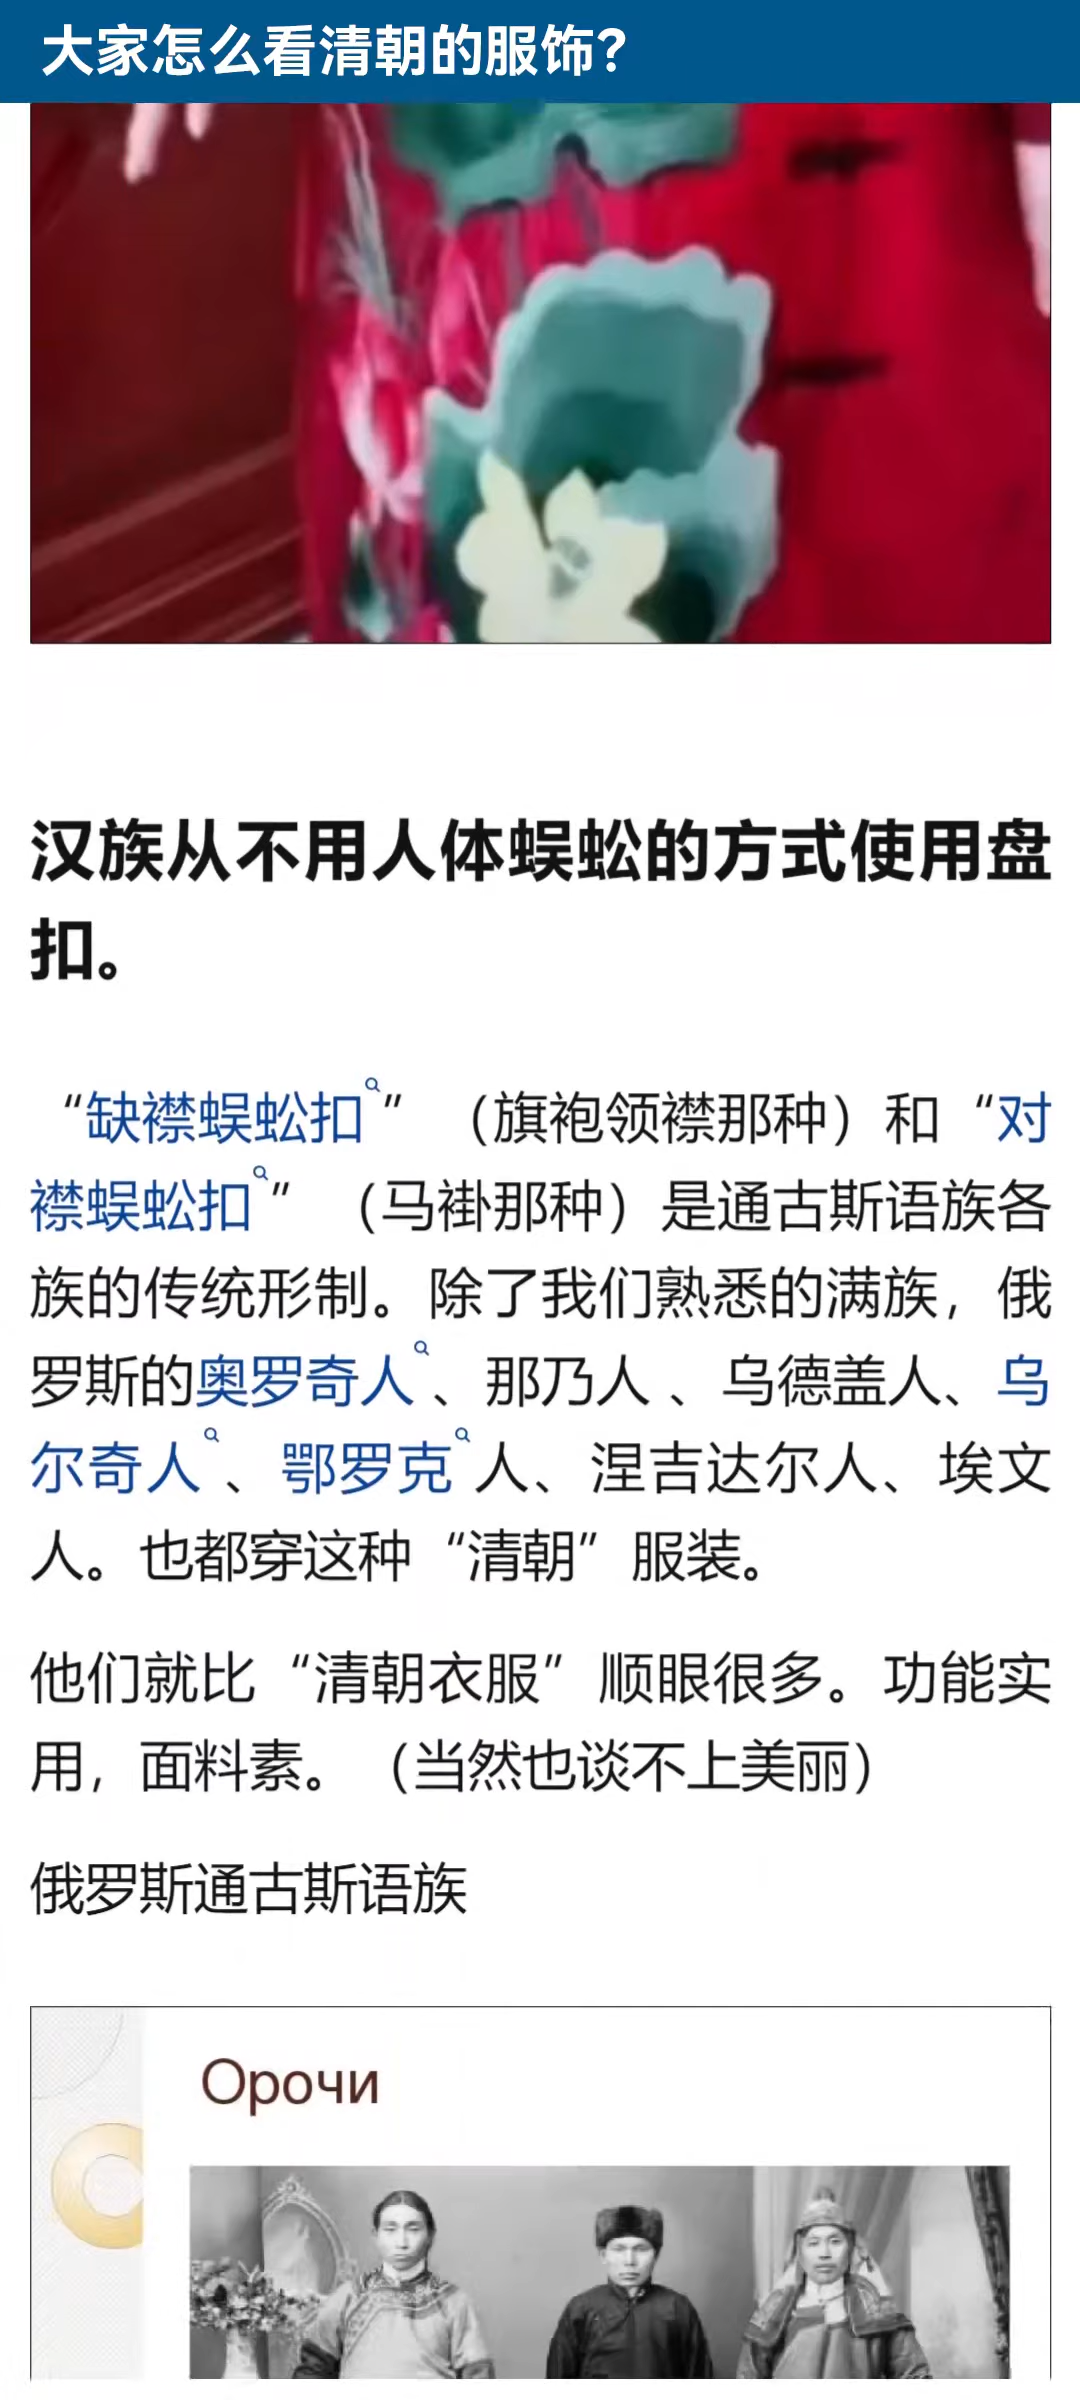 大家怎么看清朝的服饰?
汉族从不用人体蜈蚣的方式使用盘
扣。
“缺襟蜈蚣扣”（旗袍领襟那种）和“对
襟蜈蚣扣”（马褂那种）是通古斯语族各
族的传统形制。除了我们熟悉的满族，俄
罗斯的奥罗奇人、那乃人、乌德盖人、乌
尔奇人、鄂罗克人、涅吉达尔人、埃文
人。也都穿这种“清朝”服装。
他们就比“清朝衣服”顺眼很多。功能实
用，面料素。（当然也谈不上美丽）
俄罗斯通古斯语族
Орочи